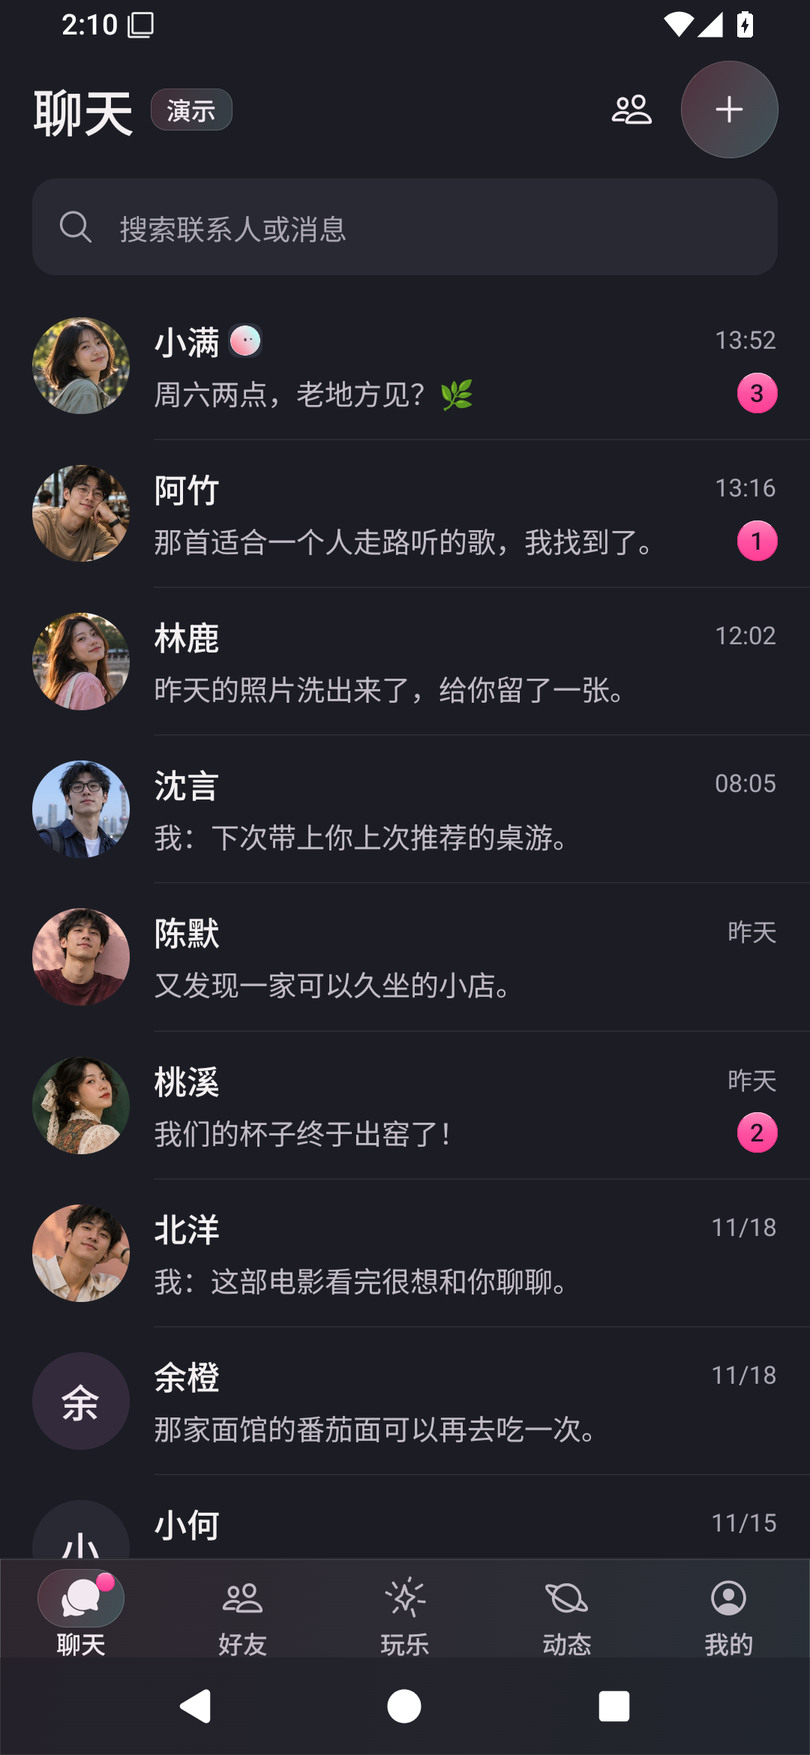 2:10
聊天 演示
搜索联系人或消息
小满 13:52
周六两点，老地方见？🌿 3
阿竹 13:16
那首适合一个人走路听的歌，我找到了。 1
林鹿 12:02
昨天的照片洗出来了，给你留了一张。
沈言 08:05
我：下次带上你上次推荐的桌游。
陈默 昨天
又发现一家可以久坐的小店。
桃溪 昨天
我们的杯子终于出窑了！ 2
北洋 11/18
我：这部电影看完很想和你聊聊。
余 余橙 11/18
那家面馆的番茄面可以再去吃一次。
小 小何 11/15
聊天 好友 玩乐 动态 我的